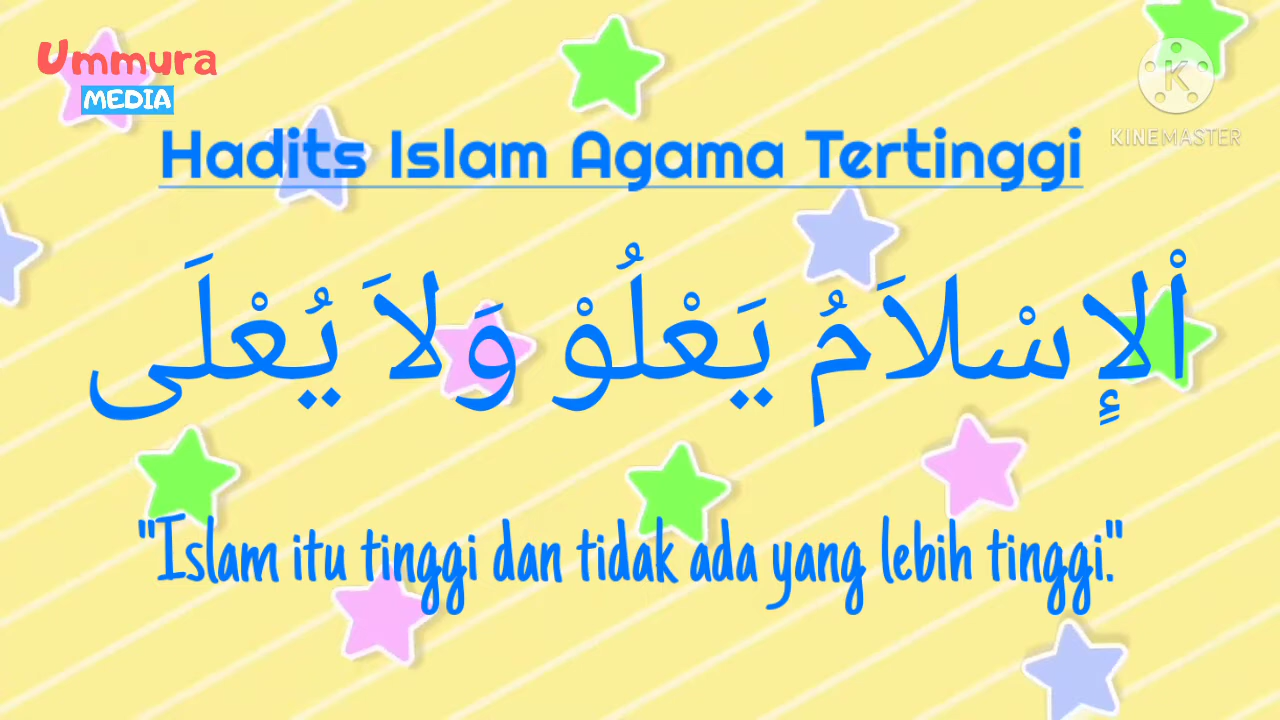 Ummura
MEDIA
KINEMASTER
Hadits Islam Agama Tertinggi
اْلإِسْلاَمُ يَعْلُوْ وَلاَ يُعْلَى
"Islam itu tinggi dan tidak ada yang lebih tinggi."